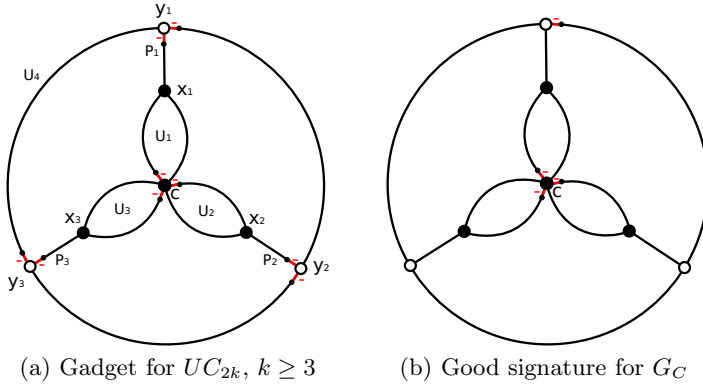 y₁
P₁
U₄
x₁
U₁
C
U₃
U₂
x₃
x₂
P₃
P₂
y₃
y₂
C
(a) Gadget for UC₂ₖ, k ≥ 3
(b) Good signature for G_C